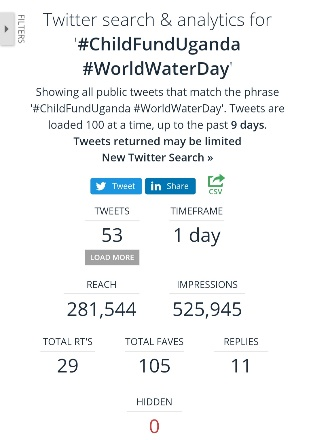 FILTERS
Twitter search & analytics for
'#ChildFundUganda
#WorldWaterDay'
Showing all public tweets that match the phrase
'#ChildFundUganda #WorldWaterDay'. Tweets are
loaded 100 at a time, up to the past 9 days.
Tweets returned may be limited
New Twitter Search »
Tweet
in Share
CSV
TWEETS
TIMEFRAME
53
1 day
LOAD MORE
REACH
IMPRESSIONS
281,544
525,945
TOTAL RT'S
TOTAL FAVES
REPLIES
29
105
11
HIDDEN
0